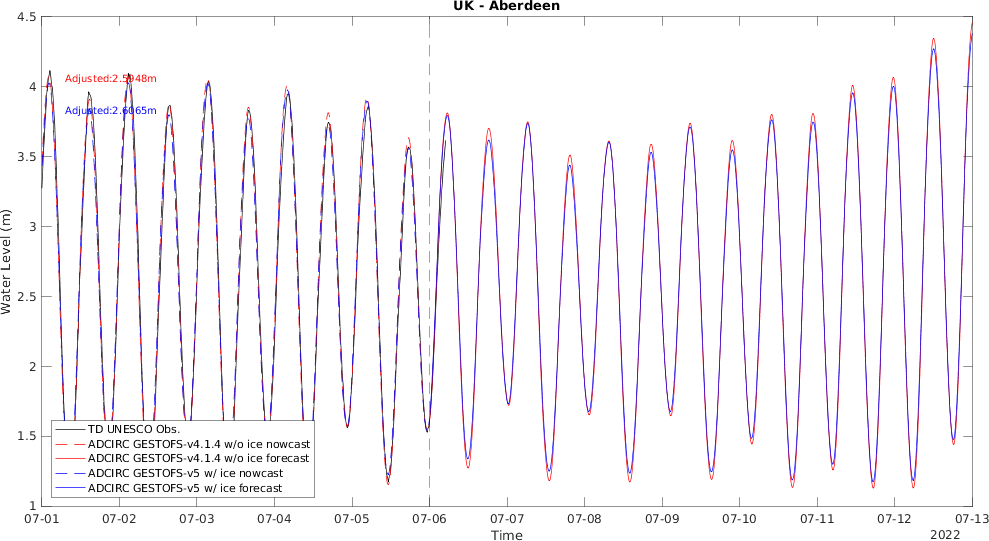 UK - Aberdeen
4.5
4
3.5
3
2.5
2
1.5
1
Water Level (m)
Adjusted:2.5948m
Adjusted:2.6065m
TD UNESCO Obs.
ADCIRC GESTOFS-v4.1.4 w/o ice nowcast
ADCIRC GESTOFS-v4.1.4 w/o ice forecast
ADCIRC GESTOFS-v5 w/ ice nowcast
ADCIRC GESTOFS-v5 w/ ice forecast
07-01 07-02 07-03 07-04 07-05 07-06 07-07 07-08 07-09 07-10 07-11 07-12 07-13
Time
2022